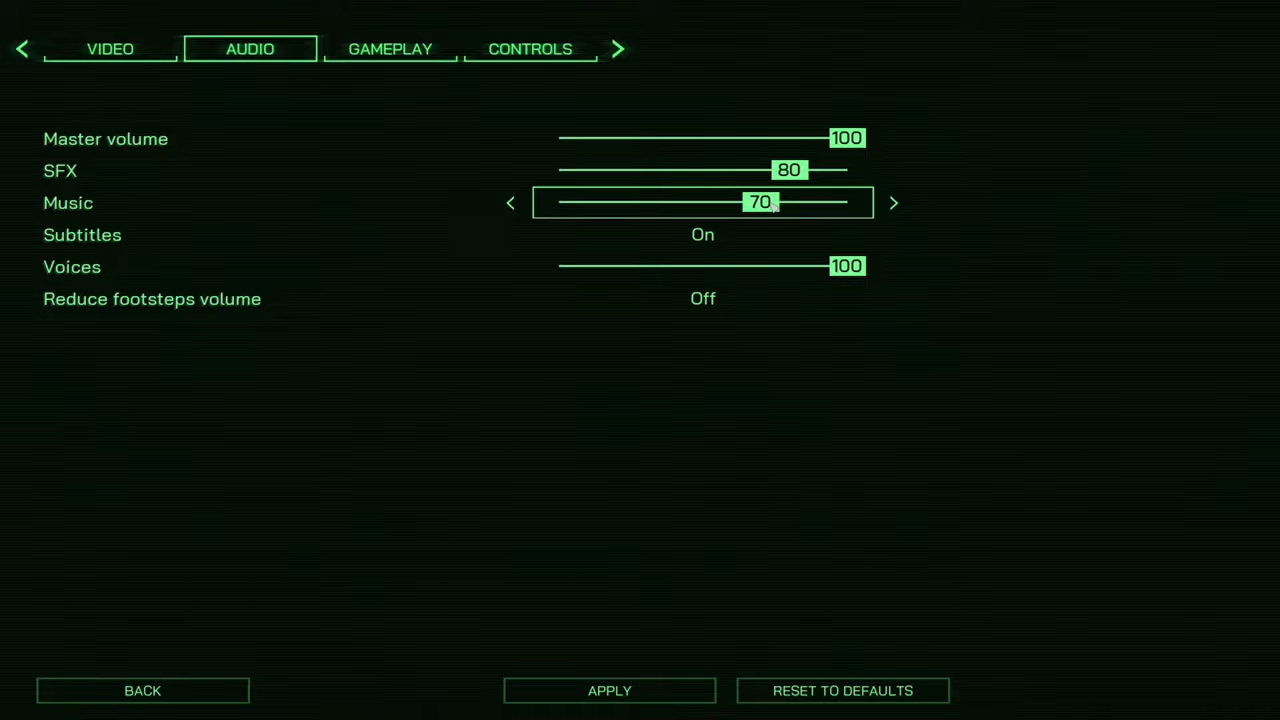 VIDEO AUDIO GAMEPLAY CONTROLS
Master volume 100
SFX 80
Music 70
Subtitles On
Voices 100
Reduce footsteps volume Off
BACK APPLY RESET TO DEFAULTS